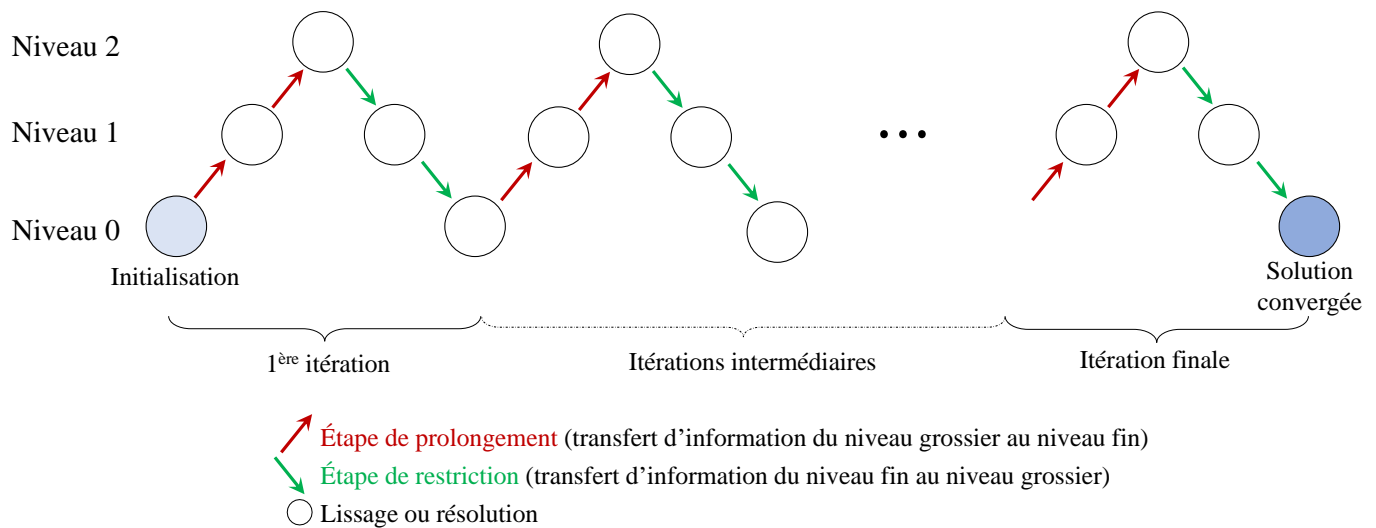 Niveau 2
Niveau 1
Niveau 0
Initialisation
Solution
convergée
1ère itération
Itérations intermédiaires
Itération finale
Étape de prolongement (transfert d’information du niveau grossier au niveau fin)
Étape de restriction (transfert d’information du niveau fin au niveau grossier)
Lissage ou résolution